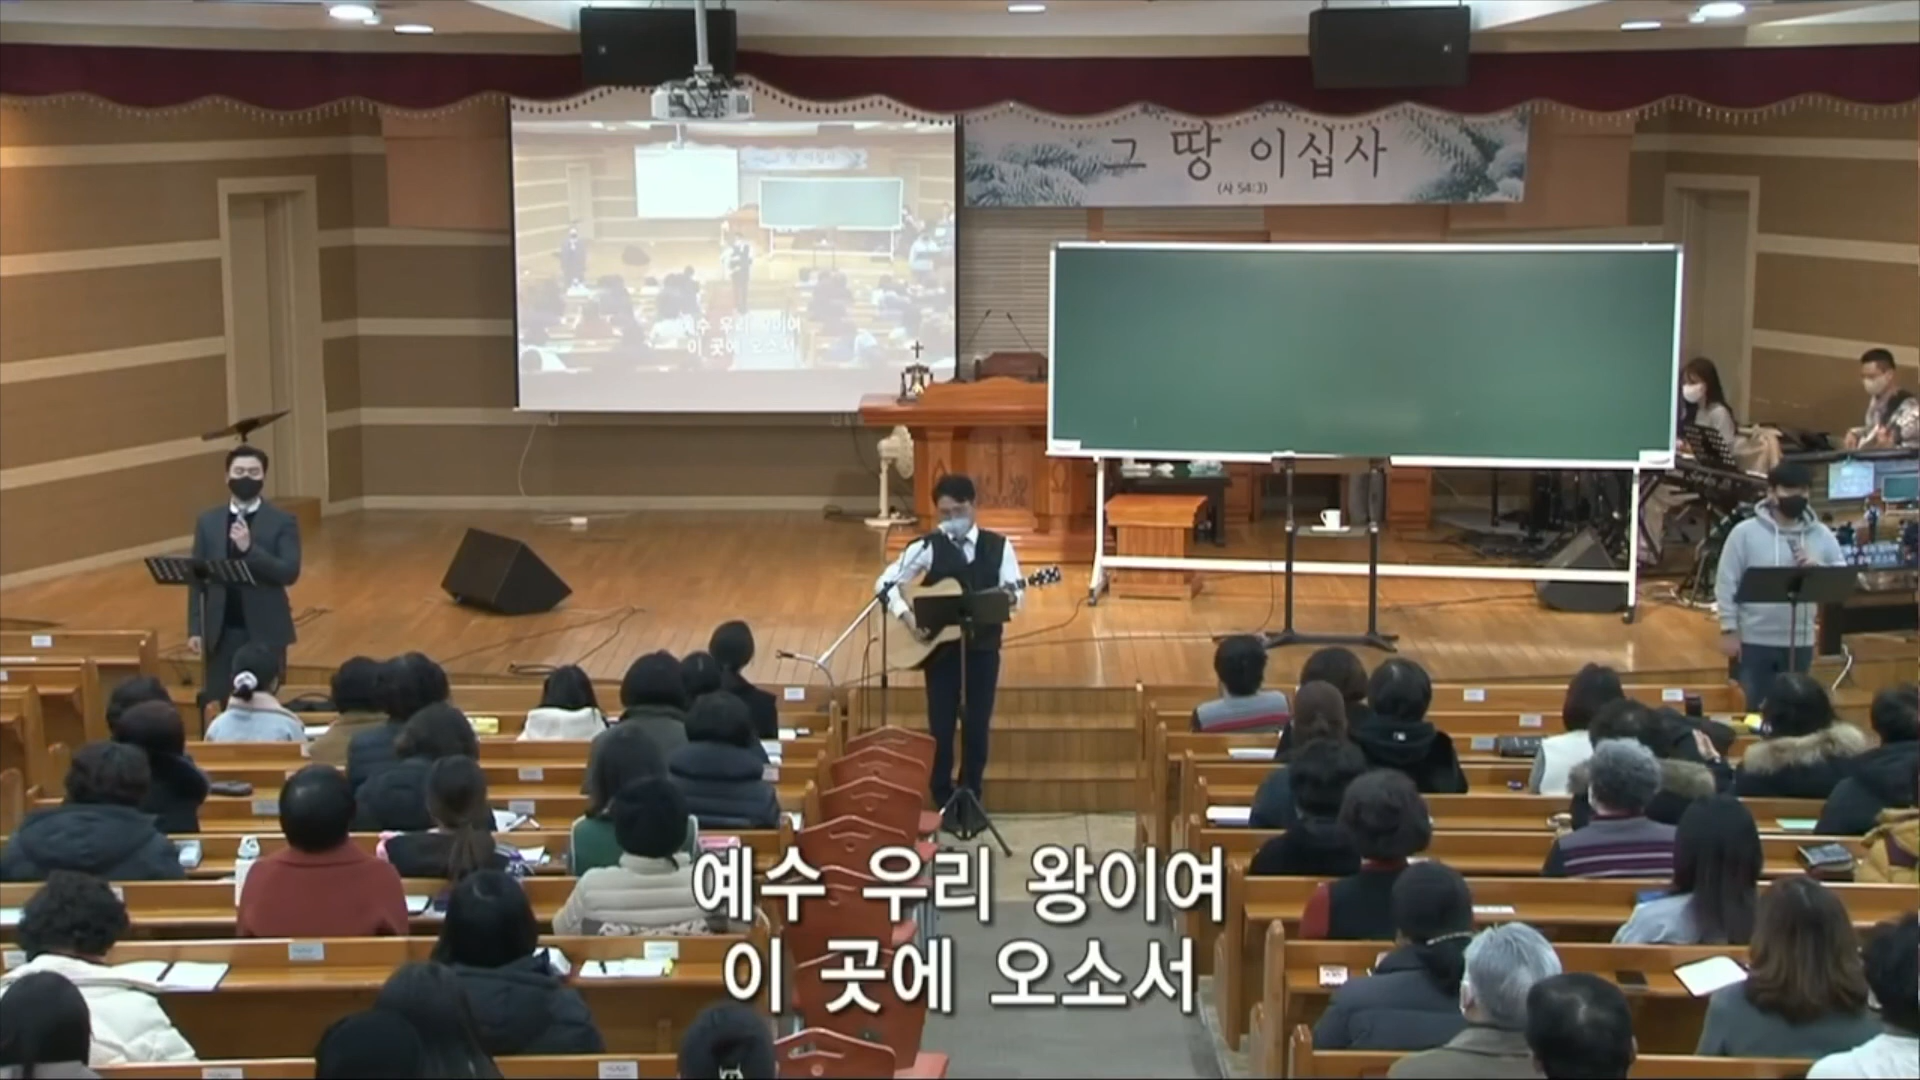 그 땅 이십사
(사 54:3)
예수 우리 왕이여
이 곳에 오소서
예수 우리 왕이여
이 곳에 오소서